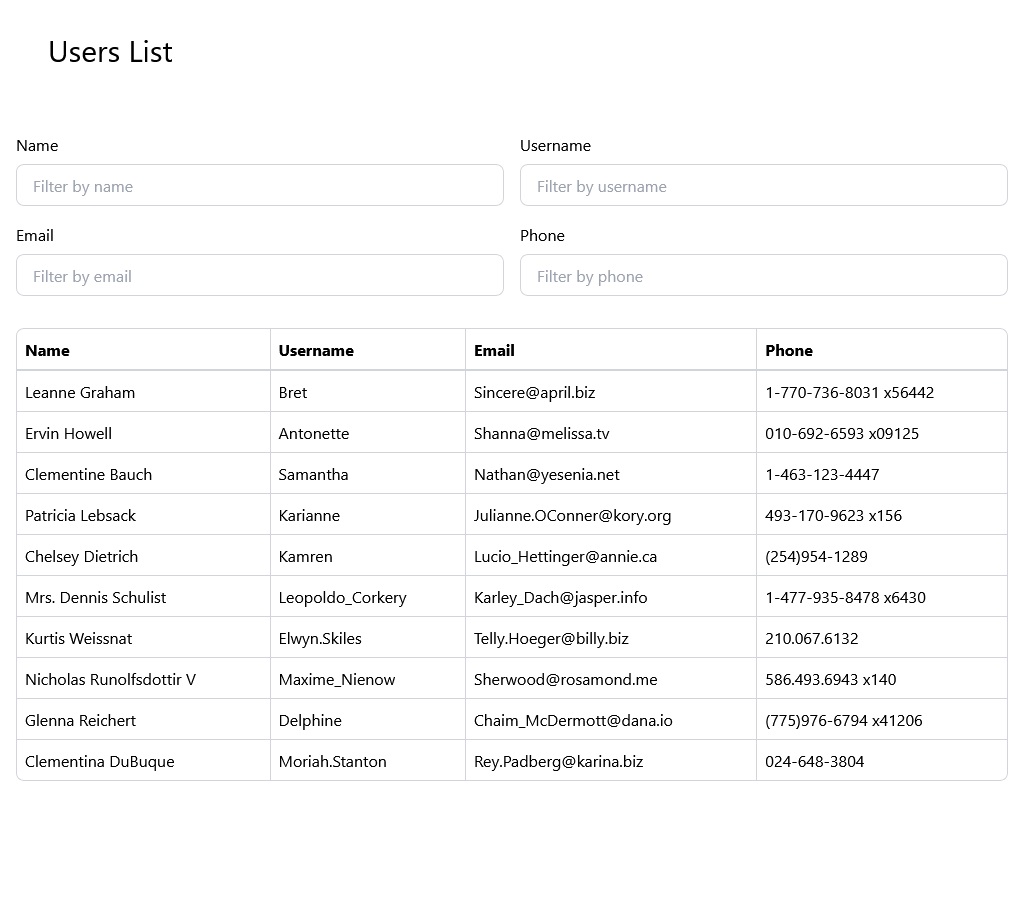 Users List
Name Username
Filter by name Filter by username
Email Phone
Filter by email Filter by phone
Name Username Email Phone
Leanne Graham Bret Sincere@april.biz 1-770-736-8031 x56442
Ervin Howell Antonette Shanna@melissa.tv 010-692-6593 x09125
Clementine Bauch Samantha Nathan@yesenia.net 1-463-123-4447
Patricia Lebsack Karianne Julianne.OConner@kory.org 493-170-9623 x156
Chelsey Dietrich Kamren Lucio_Hettinger@annie.ca (254)954-1289
Mrs. Dennis Schulist Leopoldo_Corkery Karley_Dach@jasper.info 1-477-935-8478 x6430
Kurtis Weissnat Elwyn.Skiles Telly.Hoeger@billy.biz 210.067.6132
Nicholas Runolfsdottir V Maxime_Nienow Sherwood@rosamond.me 586.493.6943 x140
Glenna Reichert Delphine Chaim_McDermott@dana.io (775)976-6794 x41206
Clementina DuBuque Moriah.Stanton Rey.Padberg@karina.biz 024-648-3804